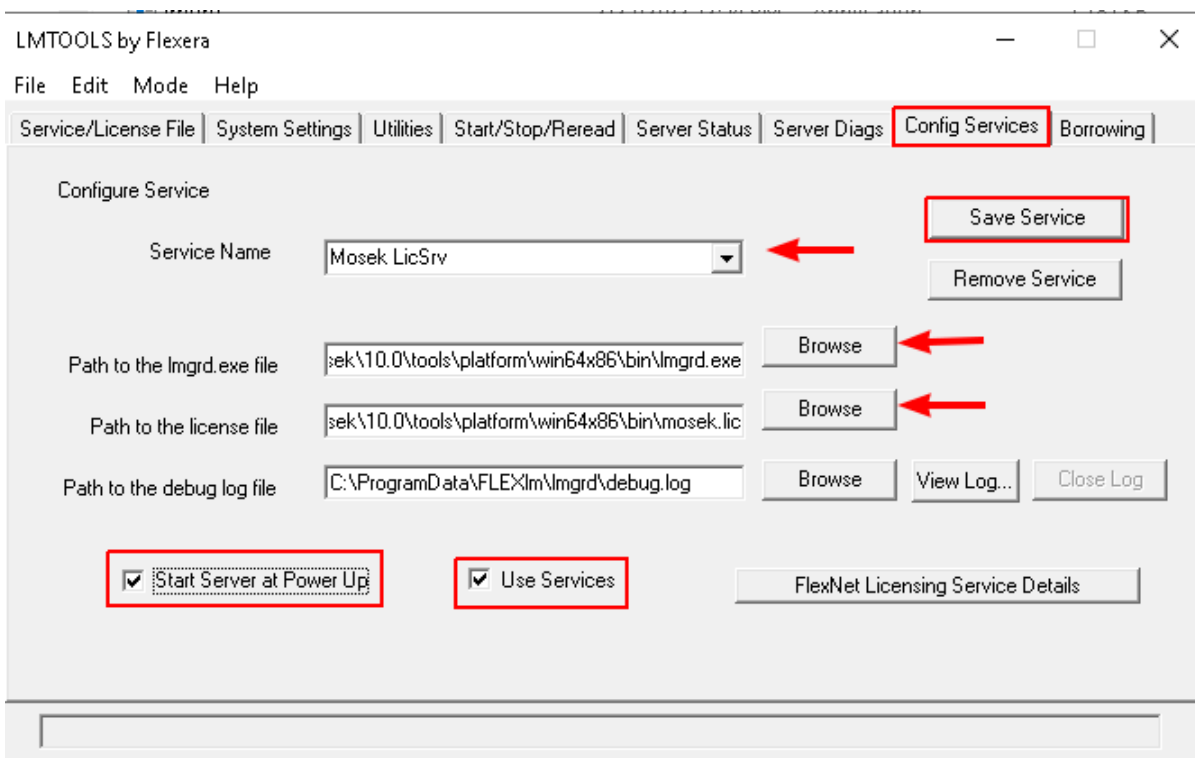 LMTOOLS by Flexera
File Edit Mode Help
Service/License File System Settings Utilities Start/Stop/Reread Server Status Server Diags Config Services Borrowing
Configure Service
Save Service
Service Name Mosek LicSrv
Remove Service
Path to the lmgrd.exe file sek\10.0\tools\platform\win64x86\bin\lmgrd.exe Browse
Path to the license file sek\10.0\tools\platform\win64x86\bin\mosek.lic Browse
Path to the debug log file C:\ProgramData\FLEXlm\lmgrd\debug.log Browse View Log... Close Log
Start Server at Power Up Use Services FlexNet Licensing Service Details